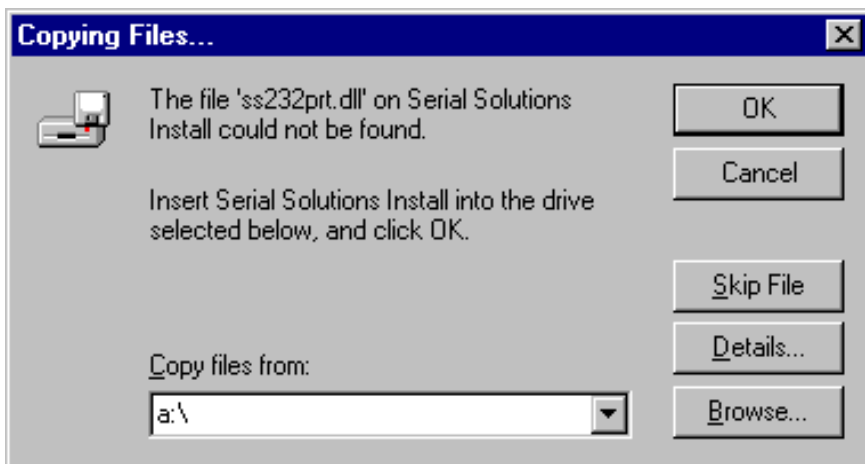 Copying Files...
The file 'ss232prt.dll' on Serial Solutions
Install could not be found.
Insert Serial Solutions Install into the drive
selected below, and click OK.
Copy files from:
a:\
OK
Cancel
Skip File
Details...
Browse...